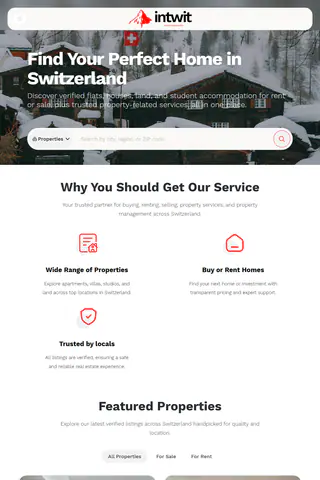 intwit
Find Your Perfect Home in
Switzerland
Discover verified flats, houses, land, and student accommodation for rent
or sale, plus trusted property-related services, all in one place.
Properties
Search by city, region, or ZIP code
Why You Should Get Our Service
Your trusted partner for buying, renting, selling, property services, and property
management across Switzerland.
Wide Range of Properties
Explore apartments, villas, studios, and
land across top locations in Switzerland.
Buy or Rent Homes
Find your next home or investment with
transparent pricing and expert support.
Trusted by locals
All listings are verified, ensuring a safe
and reliable real estate experience.
Featured Properties
Explore our latest verified listings across Switzerland handpicked for quality and
location.
All Properties
For Sale
For Rent